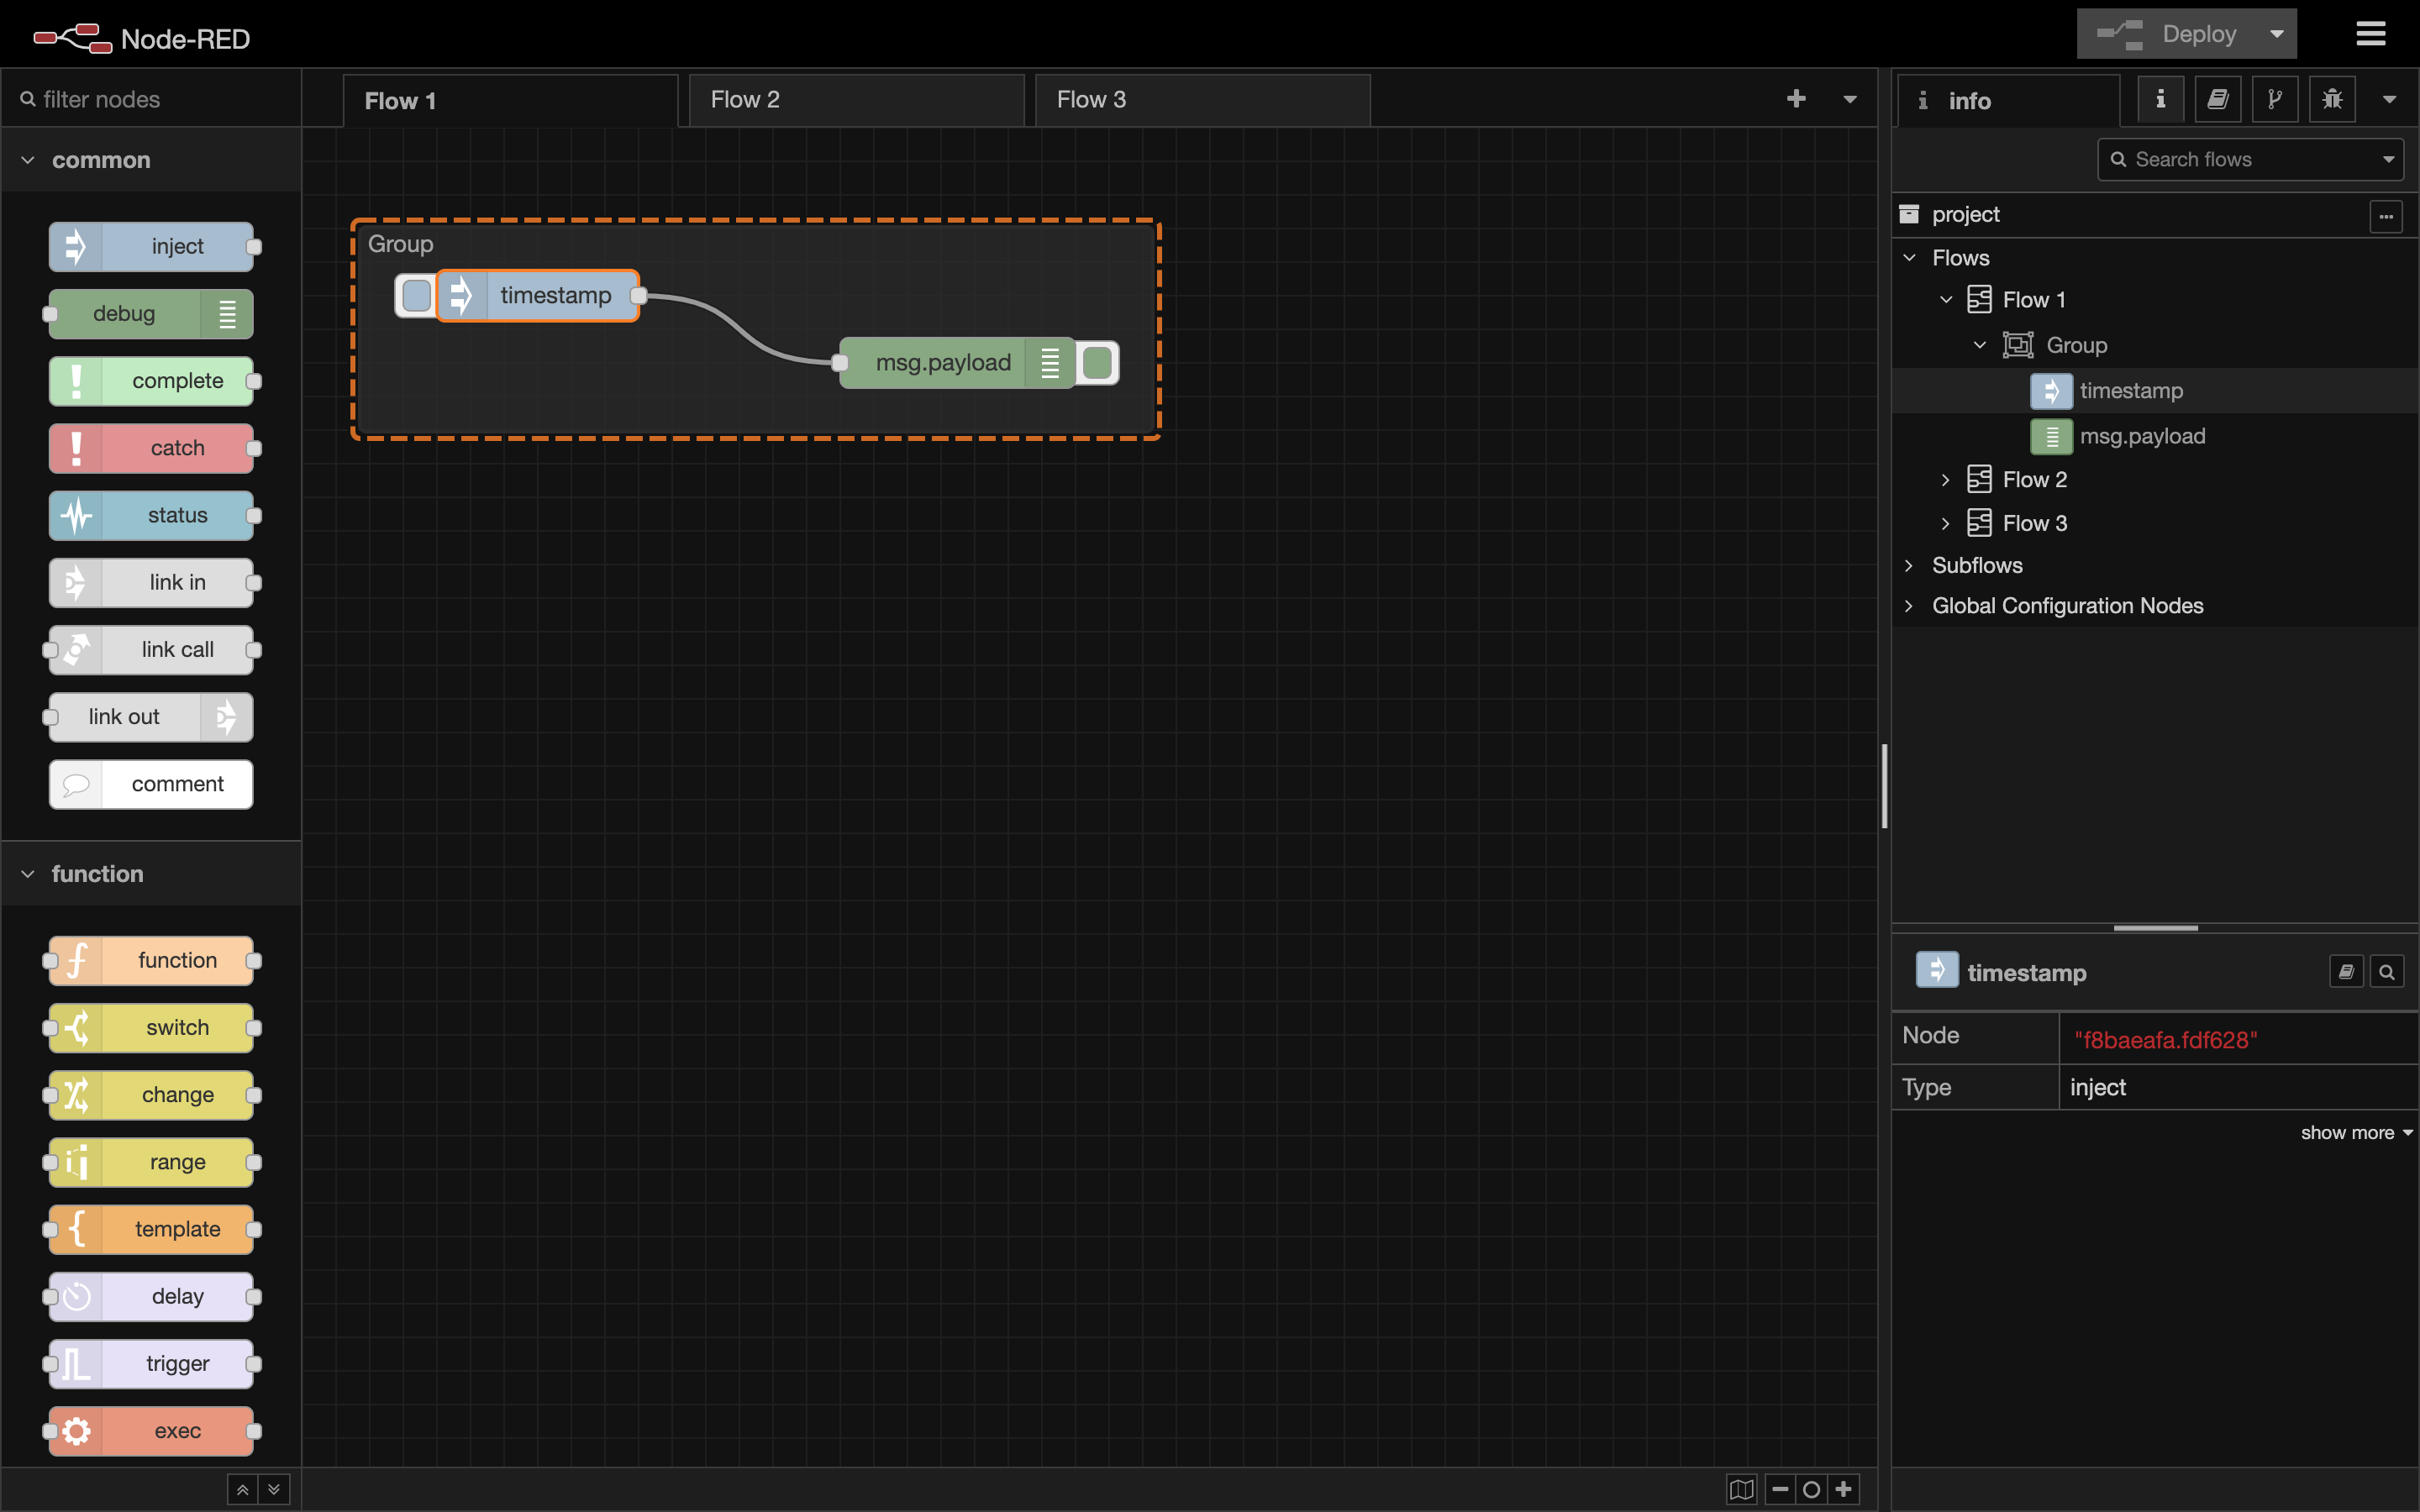 Node-RED
Deploy
filter nodes
common
inject
debug
complete
catch
status
link in
link call
link out
comment
function
function
switch
change
range
template
delay
trigger
exec
Flow 1
Flow 2
Flow 3
Group
timestamp
msg.payload
info
Search flows
project
Flows
Flow 1
Group
timestamp
msg.payload
Flow 2
Flow 3
Subflows
Global Configuration Nodes
timestamp
Node "f8baeafa.fdf628"
Type inject
show more